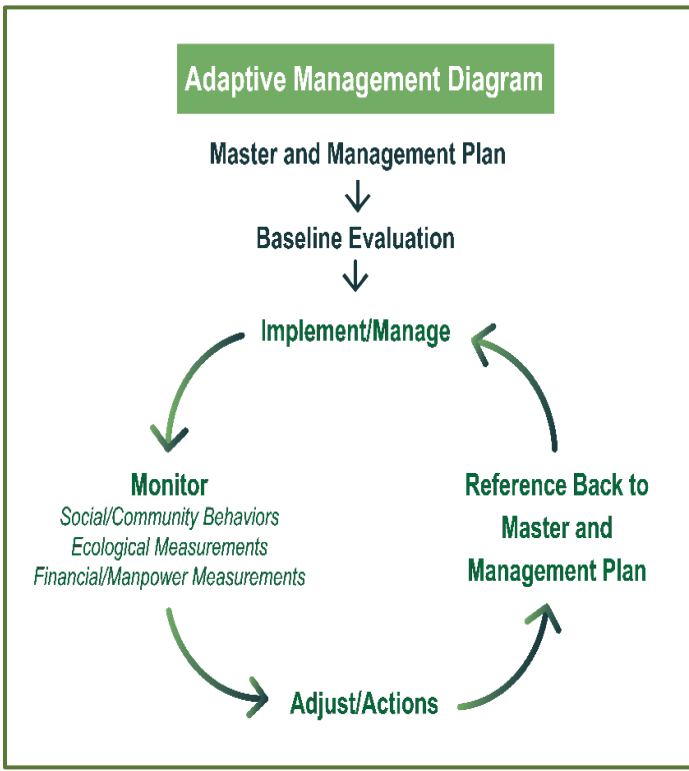 Adaptive Management Diagram
Master and Management Plan
Baseline Evaluation
Implement/Manage
Monitor
Social/Community Behaviors
Ecological Measurements
Financial/Manpower Measurements
Adjust/Actions
Reference Back to
Master and
Management Plan